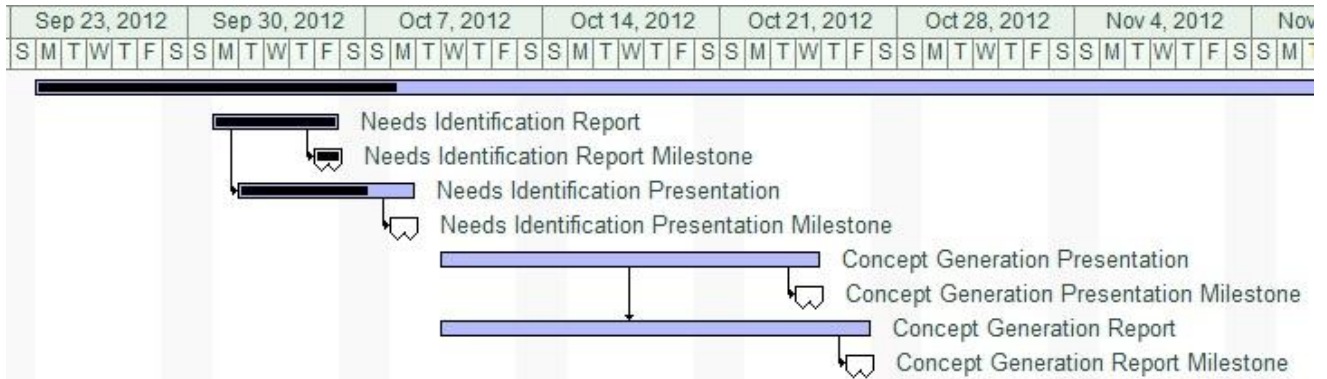 Sep 23, 2012 Sep 30, 2012 Oct 7, 2012 Oct 14, 2012 Oct 21, 2012 Oct 28, 2012 Nov 4, 2012 Nov
S M T W T F S S M T W T F S S M T W T F S S M T W T F S S M T W T F S S M T W T F S S M T W T F S S M T
Needs Identification Report
Needs Identification Report Milestone
Needs Identification Presentation
Needs Identification Presentation Milestone
Concept Generation Presentation
Concept Generation Presentation Milestone
Concept Generation Report
Concept Generation Report Milestone